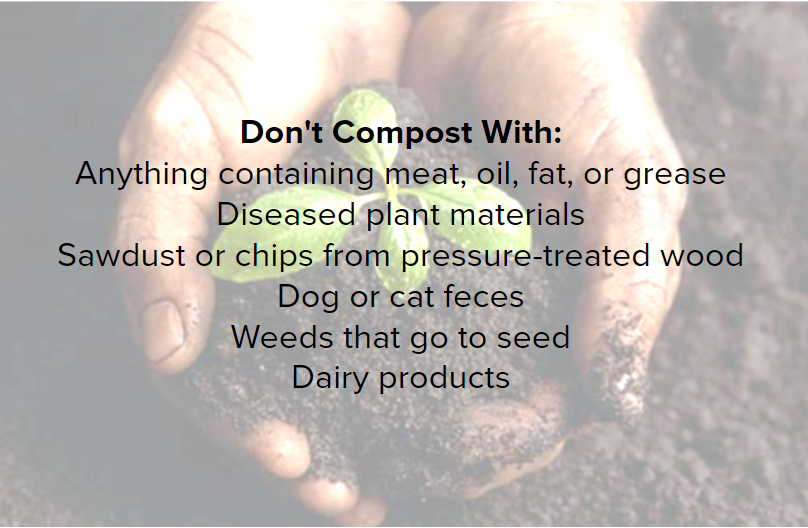 Don't Compost With:
Anything containing meat, oil, fat, or grease
Diseased plant materials
Sawdust or chips from pressure-treated wood
Dog or cat feces
Weeds that go to seed
Dairy products